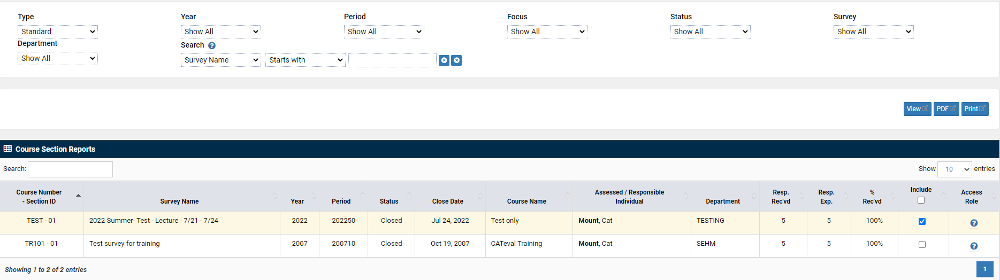 Type Year Period Focus Status Survey
Standard Show All Show All Show All Show All Show All
Department Search ?
Show All Survey Name Starts with
View PDF Print
Course Section Reports
Search: Show 10 entries
Course Number - Section ID Survey Name Year Period Status Close Date Course Name Assessed / Responsible Individual Department Resp. Rec'vd Resp. Exp. % Rec'vd Include Access Role
TEST - 01 2022-Summer- Test - Lecture - 7/21 - 7/24 2022 202250 Closed Jul 24, 2022 Test only Mount, Cat TESTING 5 5 100% ?
TR101 - 01 Test survey for training 2007 200710 Closed Oct 19, 2007 CATeval Training Mount, Cat SEHM 5 5 100% ?
Showing 1 to 2 of 2 entries 1